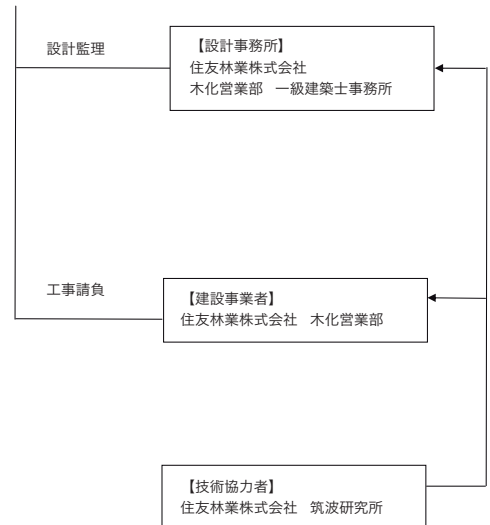 設計監理
【設計事務所】
住友林業株式会社
木化営業部 一級建築士事務所
工事請負
【建設事業者】
住友林業株式会社 木化営業部
【技術協力者】
住友林業株式会社 筑波研究所